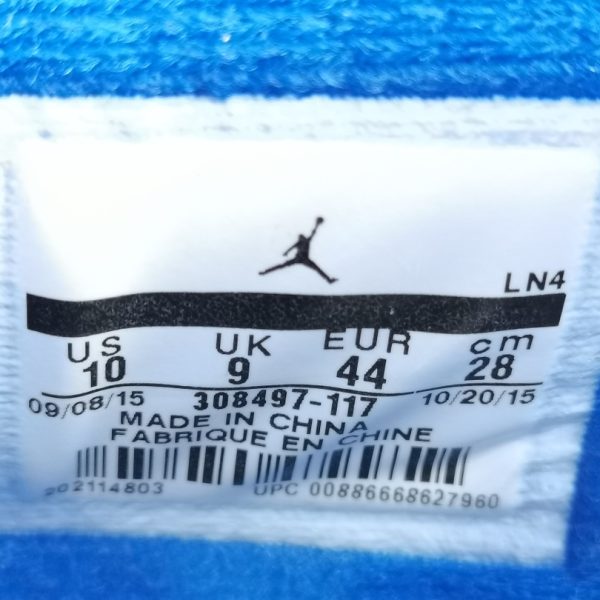 LN4
US UK EUR cm
10 9 44 28
09/08/15 308497-117 10/20/15
MADE IN CHINA
FABRIQUE EN CHINE
202114803 UPC 00886668627960